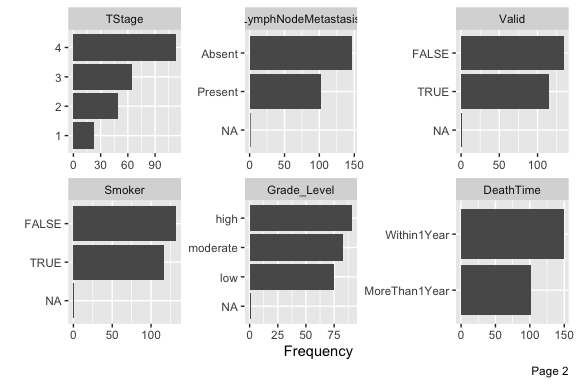 TStage
4
3
2
1
0 30 60 90
LymphNodeMetastasis
Absent
Present
NA
0 50 100 150
Valid
FALSE
TRUE
NA
0 50 100
Smoker
FALSE
TRUE
NA
0 50 100
Grade_Level
high
moderate
low
NA
0 25 50 75
DeathTime
Within1Year
MoreThan1Year
0 50 100 150
Frequency
Page 2